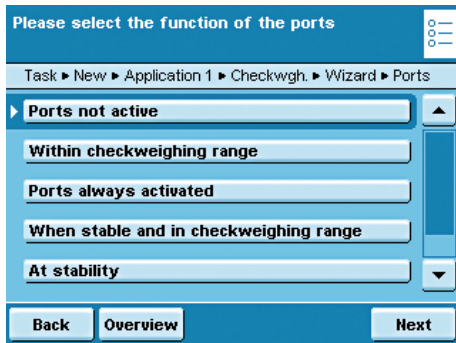 Please select the function of the ports
Task ▸ New ▸ Application 1 ▸ Checkwgh. ▸ Wizard ▸ Ports
Ports not active
Within checkweighing range
Ports always activated
When stable and in checkweighing range
At stability
Back Overview Next